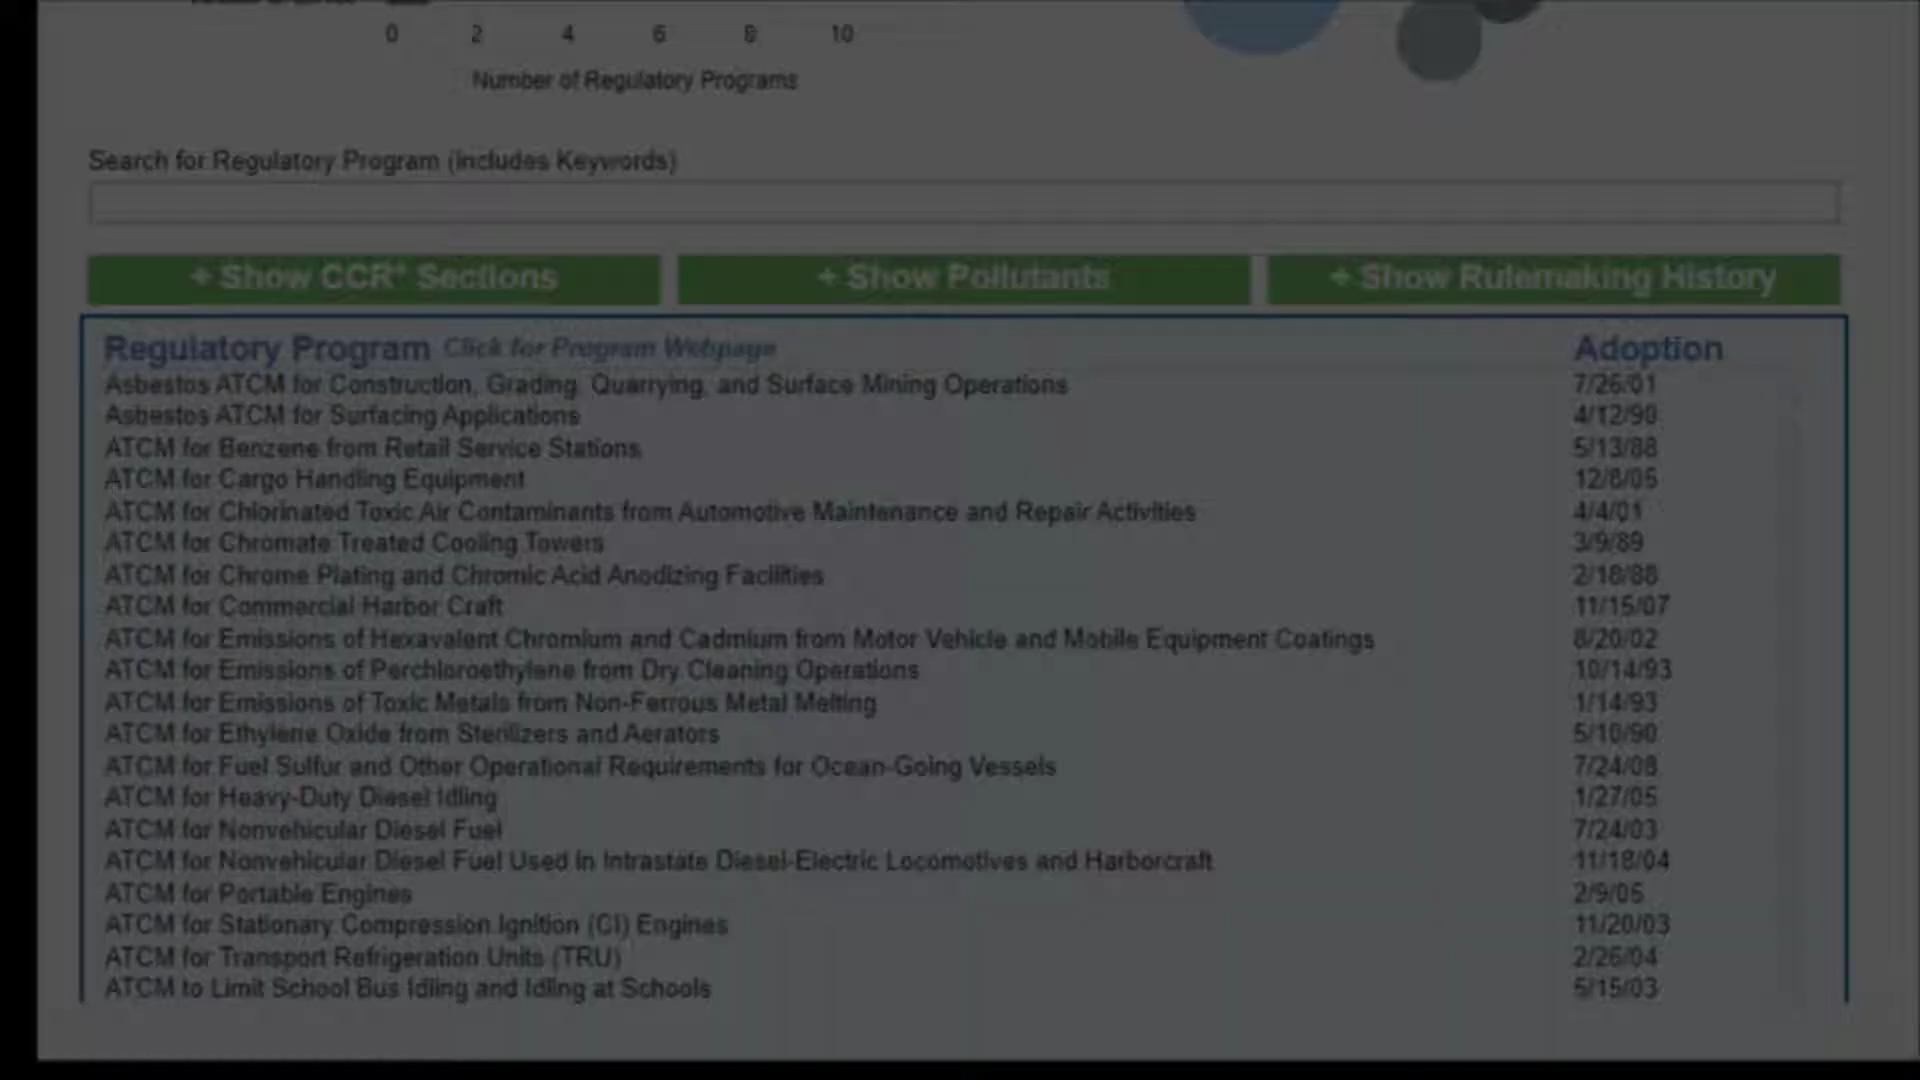 0 2 4 6 8 10
Number of Regulatory Programs
Search for Regulatory Program (includes Keywords)
+ Show CCR* Sections + Show Pollutants + Show Rulemaking History
Regulatory Program Click for Program Webpage Adoption
Asbestos ATCM for Construction, Grading, Quarrying, and Surface Mining Operations 7/26/01
Asbestos ATCM for Surfacing Applications 4/12/90
ATCM for Benzene from Retail Service Stations 5/13/88
ATCM for Cargo Handling Equipment 12/8/05
ATCM for Chlorinated Toxic Air Contaminants from Automotive Maintenance and Repair Activities 4/4/01
ATCM for Chromate Treated Cooling Towers 3/9/89
ATCM for Chrome Plating and Chromic Acid Anodizing Facilities 2/18/88
ATCM for Commercial Harbor Craft 11/15/07
ATCM for Emissions of Hexavalent Chromium and Cadmium from Motor Vehicle and Mobile Equipment Coatings 8/20/02
ATCM for Emissions of Perchloroethylene from Dry Cleaning Operations 10/14/93
ATCM for Emissions of Toxic Metals from Non-Ferrous Metal Melting 1/14/93
ATCM for Ethylene Oxide from Sterilizers and Aerators 5/10/90
ATCM for Fuel Sulfur and Other Operational Requirements for Ocean-Going Vessels 7/24/08
ATCM for Heavy-Duty Diesel Idling 1/27/05
ATCM for Nonvehicular Diesel Fuel 7/24/03
ATCM for Nonvehicular Diesel Fuel Used in Intrastate Diesel-Electric Locomotives and Harborcraft 11/18/04
ATCM for Portable Engines 2/9/05
ATCM for Stationary Compression Ignition (CI) Engines 11/20/03
ATCM for Transport Refrigeration Units (TRU) 2/26/04
ATCM to Limit School Bus Idling and Idling at Schools 5/15/03